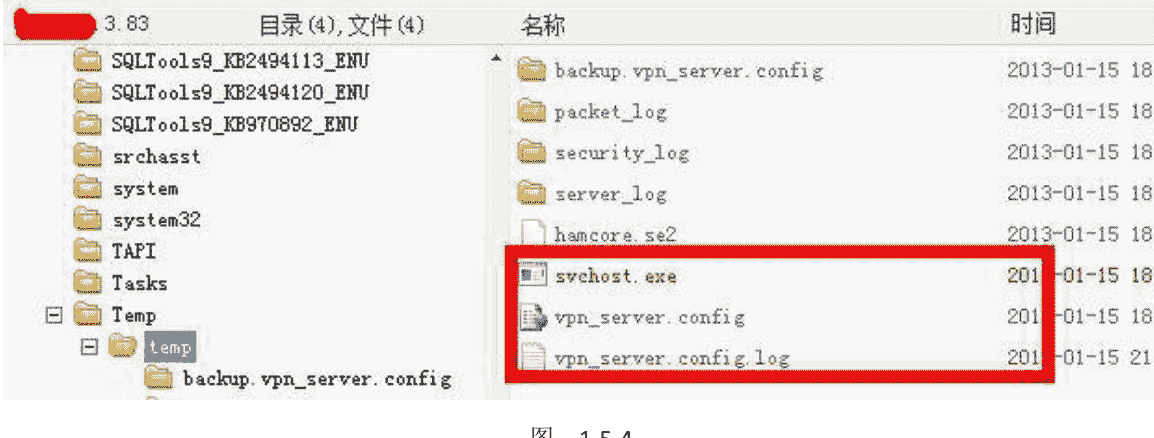 3.83 目录(4),文件(4) 名称 时间
SQLTools9_KB2494113_ENU
SQLTools9_KB2494120_ENU
SQLTools9_KB970892_ENU
srchasst
system
system32
TAPI
Tasks
Temp
temp
backup.vpn_server.config
backup.vpn_server.config 2013-01-15 18
packet_log 2013-01-15 18
security_log 2013-01-15 18
server_log 2013-01-15 18
hamcore.se2 2013-01-15 18
svchost.exe 201 -01-15 18
vpn_server.config 201 -01-15 18
vpn_server.config.log 201 -01-15 21
图 1.5.4